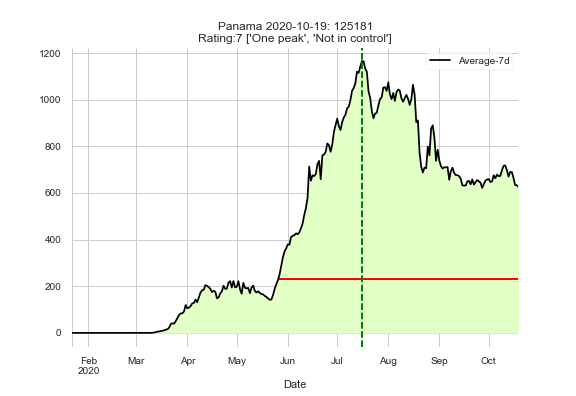 Panama 2020-10-19: 125181
Rating:7 ['One peak', 'Not in control']
Average-7d
1200
1000
800
600
400
200
0
Feb Mar Apr May Jun Jul Aug Sep Oct
2020
Date